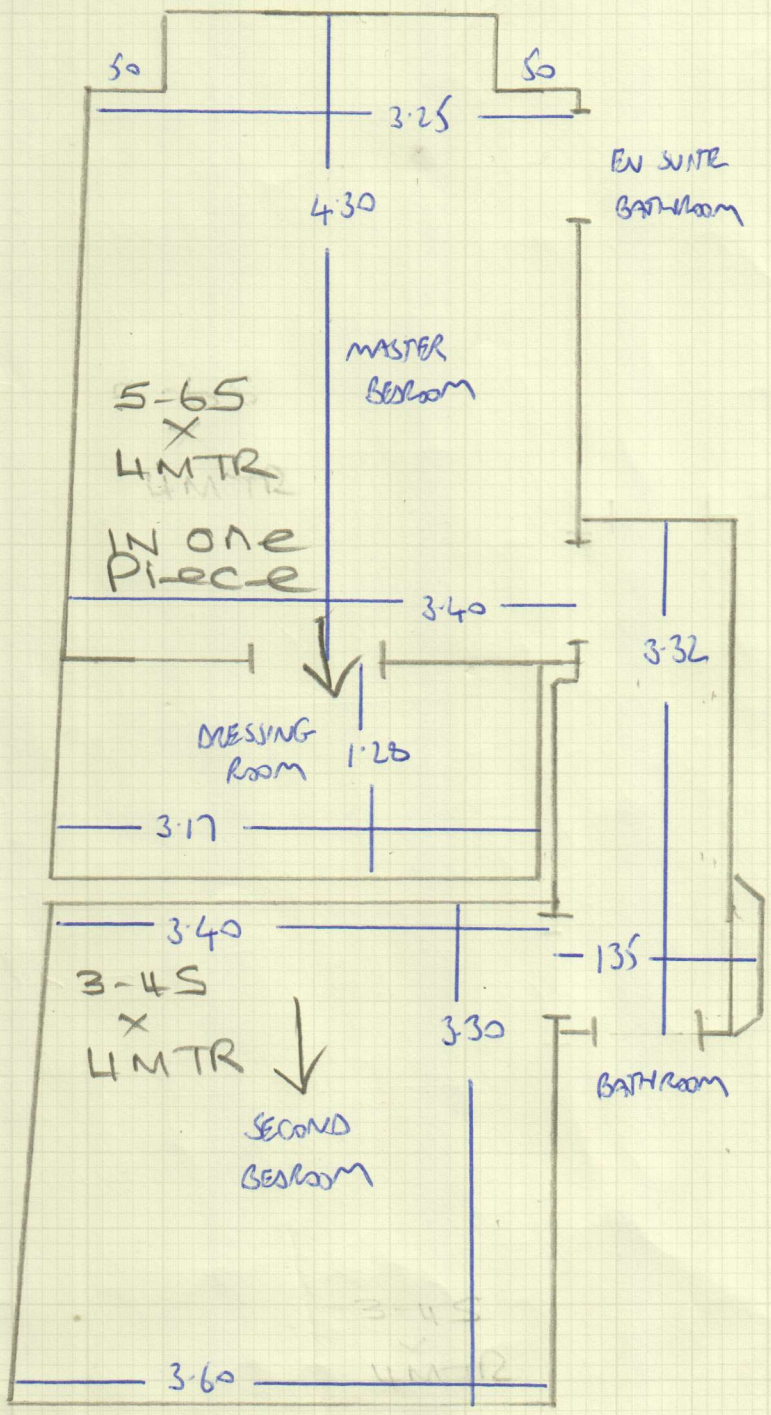 50
50
3.25
EN SUITE
BATHROOM
4.30
MASTER
BEDROOM
5-65
X
4MTR
IN one
Piece
3.40
3.32
DRESSING
ROOM
1.28
3.17
3.40
135
3-45
X
4MTR
3.30
BATHROOM
SECOND
BEDROOM
3.60